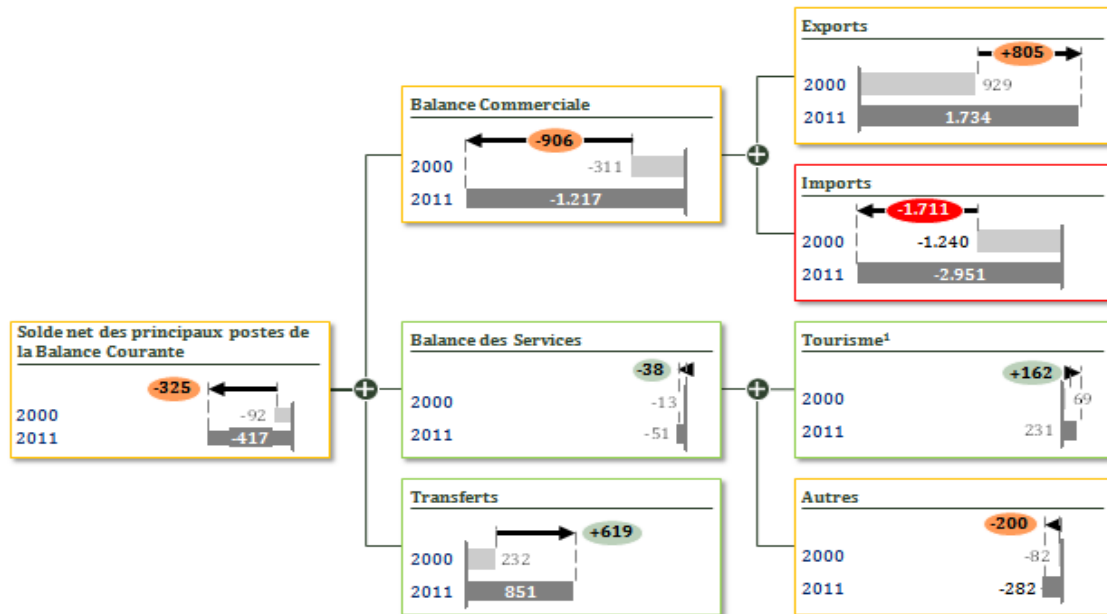 Exports
+805
2000 929
2011 1.734
Balance Commerciale
-906
2000 -311
2011 -1.217
Imports
-1.711
2000 -1.240
2011 -2.951
Solde net des principaux postes de
la Balance Courante
-325
2000 -92
2011 -417
Balance des Services
-38
2000 -13
2011 -51
Tourisme¹
+162
2000 69
2011 231
Transferts
+619
2000 232
2011 851
Autres
-200
2000 -82
2011 -282